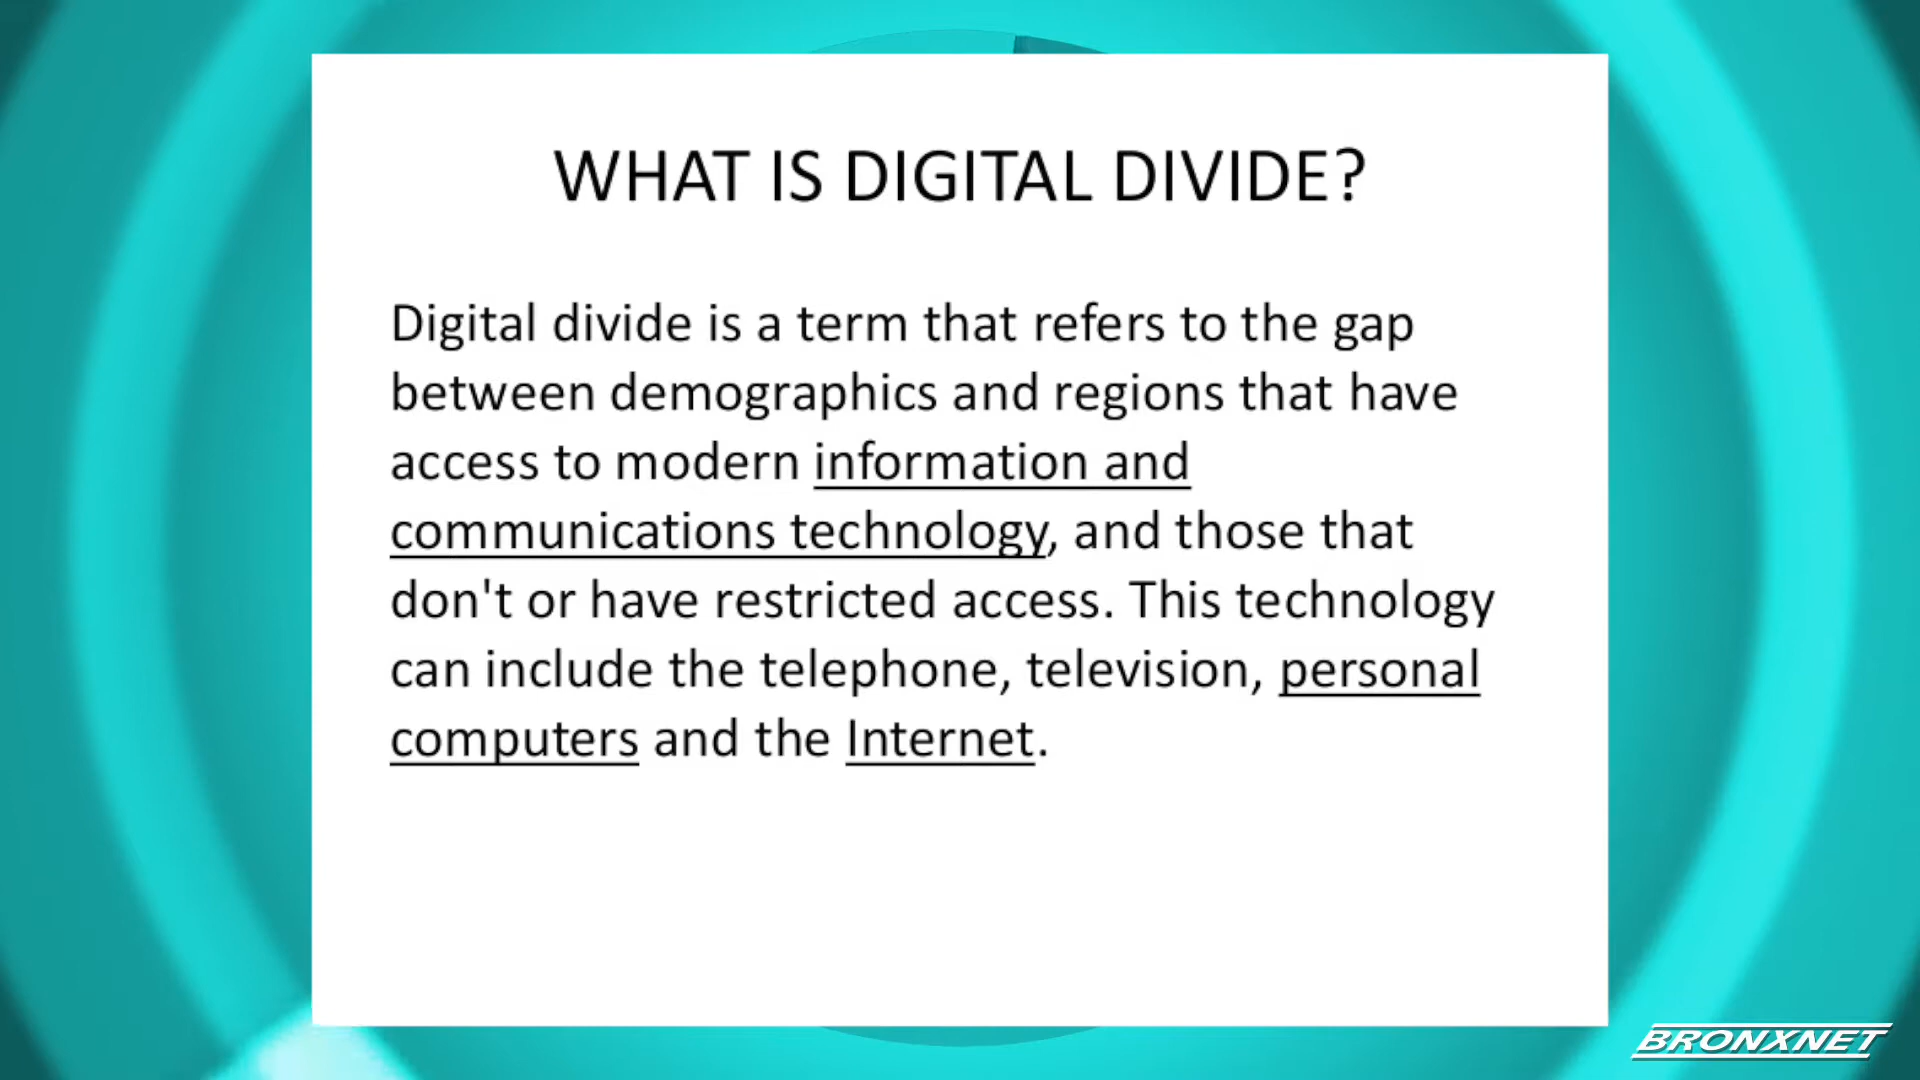 WHAT IS DIGITAL DIVIDE?
Digital divide is a term that refers to the gap
between demographics and regions that have
access to modern information and
communications technology, and those that
don't or have restricted access. This technology
can include the telephone, television, personal
computers and the Internet.
BRONXNET